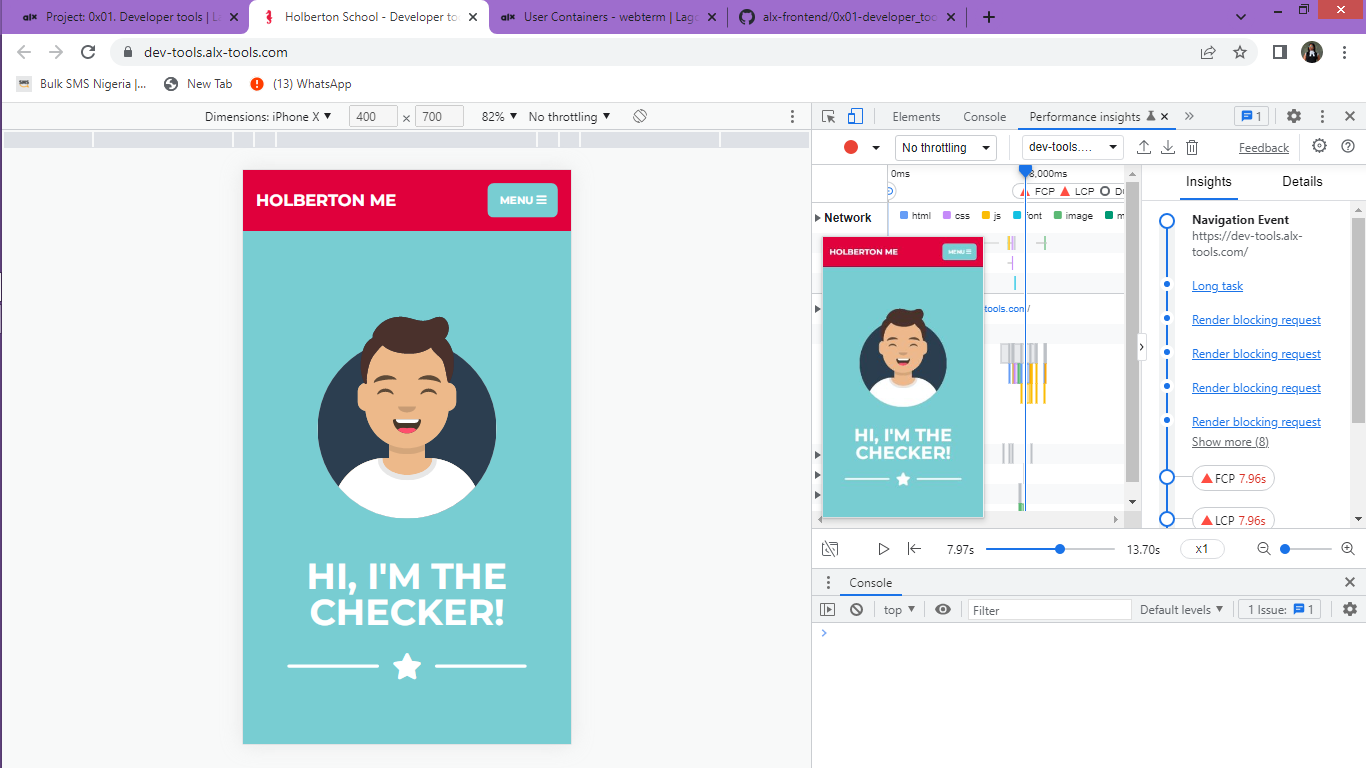 Project: 0x01. Developer tools | L
Holberton School - Developer to
User Containers - webterm | Lag
alx-frontend/0x01-developer_too
dev-tools.alx-tools.com
Bulk SMS Nigeria |...
New Tab
(13) WhatsApp
Dimensions: iPhone X
400
×
700
82%
No throttling
HOLBERTON ME
MENU
HI, I'M THE
CHECKER!
Elements
Console
Performance insights
1
No throttling
dev-tools....
Feedback
0ms
8,000ms
FCP
LCP
Network
html
css
js
font
image
HOLBERTON ME
MENU
tools.com/
HI, I'M THE
CHECKER!
Insights
Details
Navigation Event
https://dev-tools.alx-
tools.com/
Long task
Render blocking request
Render blocking request
Render blocking request
Render blocking request
Show more (8)
FCP 7.96s
LCP 7.96s
7.97s
13.70s
x1
Console
top
Filter
Default levels
1 Issue:
1